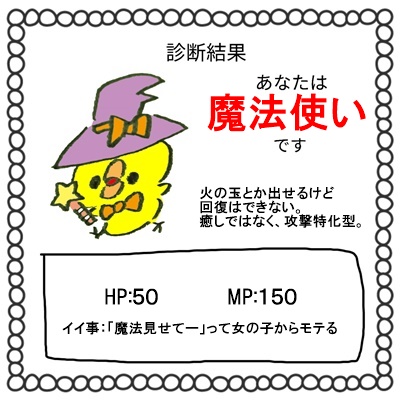 診断結果
あなたは
魔法使い
です
火の玉とか出せるけど
回復はできない。
癒しではなく、攻撃特化型。
HP:50 MP:150
イイ事:「魔法見せてー」って女の子からモテる